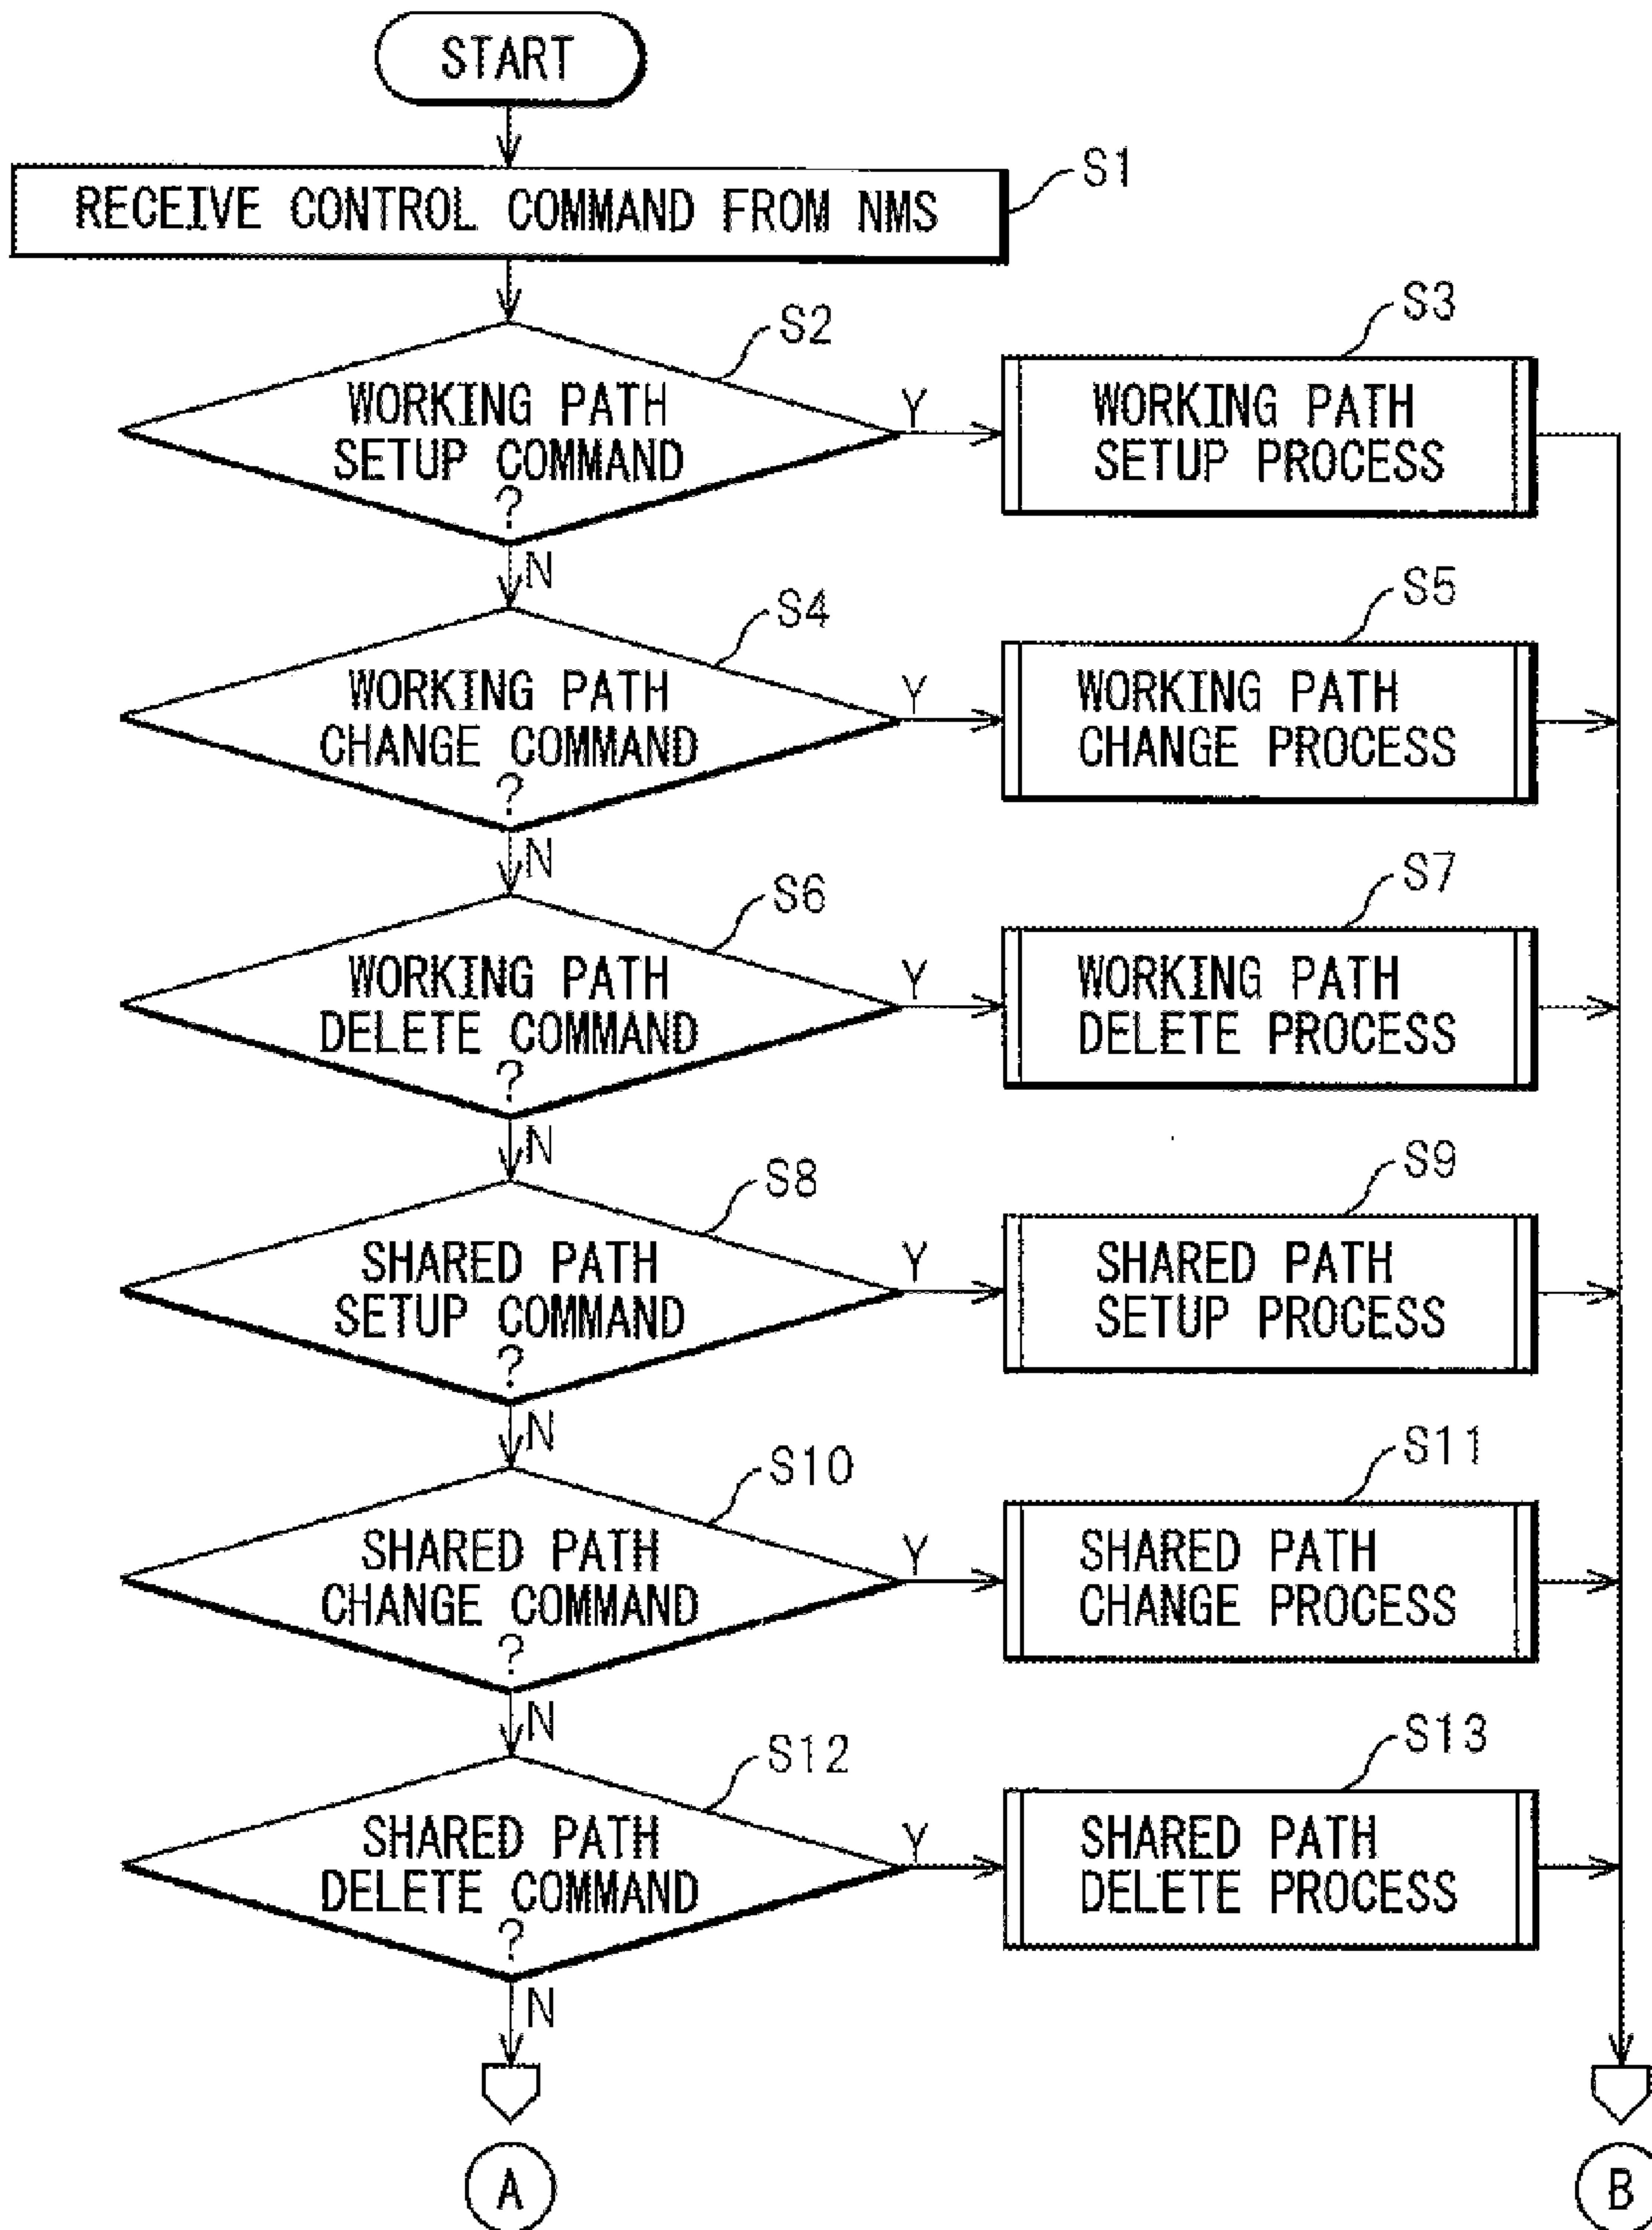 START
RECEIVE CONTROL COMMAND FROM NMS
S1
S2
WORKING PATH
SETUP COMMAND
?
Y
N
S3
WORKING PATH
SETUP PROCESS
S4
WORKING PATH
CHANGE COMMAND
?
Y
N
S5
WORKING PATH
CHANGE PROCESS
S6
WORKING PATH
DELETE COMMAND
?
Y
N
S7
WORKING PATH
DELETE PROCESS
S8
SHARED PATH
SETUP COMMAND
?
Y
N
S9
SHARED PATH
SETUP PROCESS
S10
SHARED PATH
CHANGE COMMAND
?
Y
N
S11
SHARED PATH
CHANGE PROCESS
S12
SHARED PATH
DELETE COMMAND
?
Y
N
S13
SHARED PATH
DELETE PROCESS
A
B